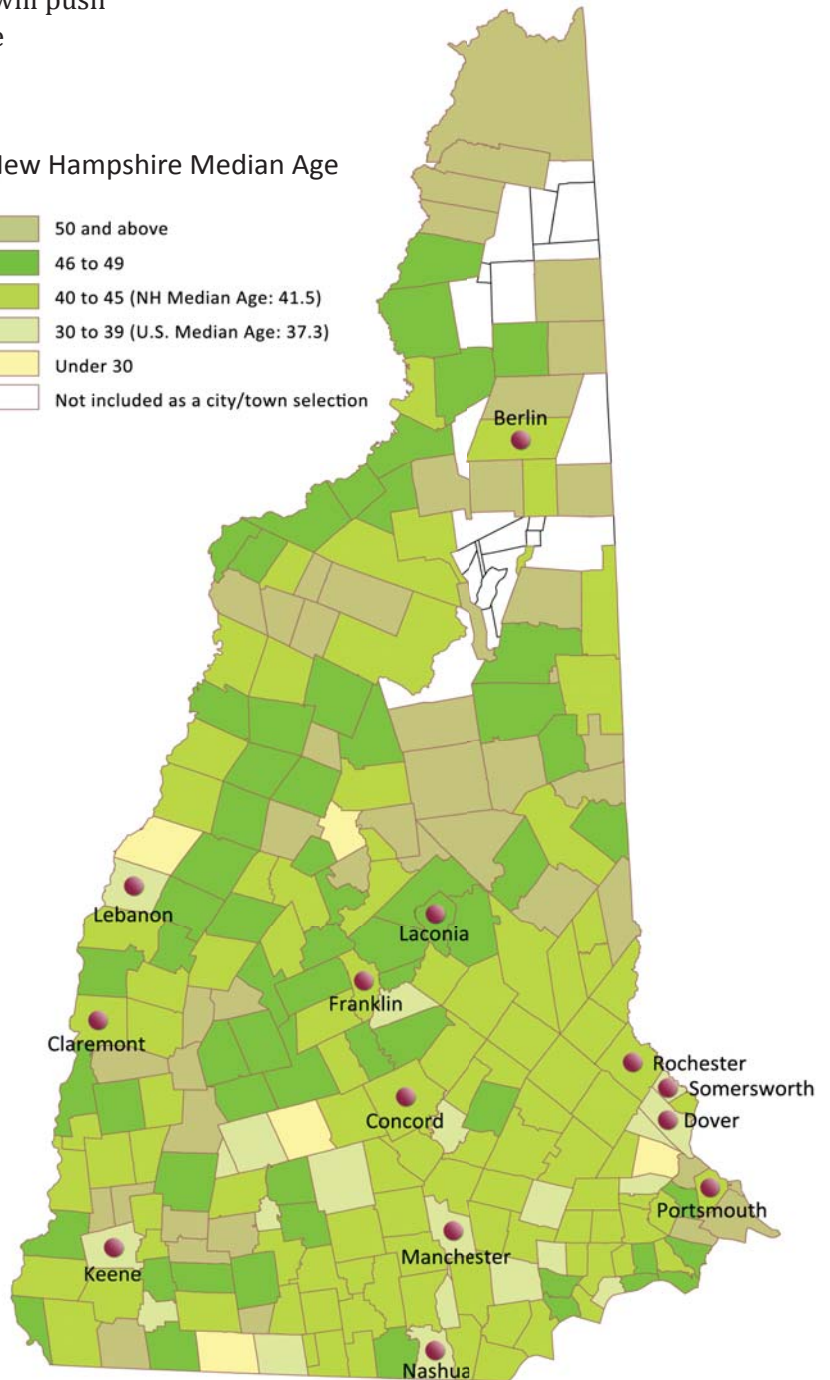 push
New Hampshire Median Age
50 and above
46 to 49
40 to 45 (NH Median Age: 41.5)
30 to 39 (U.S. Median Age: 37.3)
Under 30
Not included as a city/town selection
Berlin
Lebanon
Laconia
Franklin
Claremont
Rochester
Somersworth
Concord
Dover
Portsmouth
Manchester
Keene
Nashua